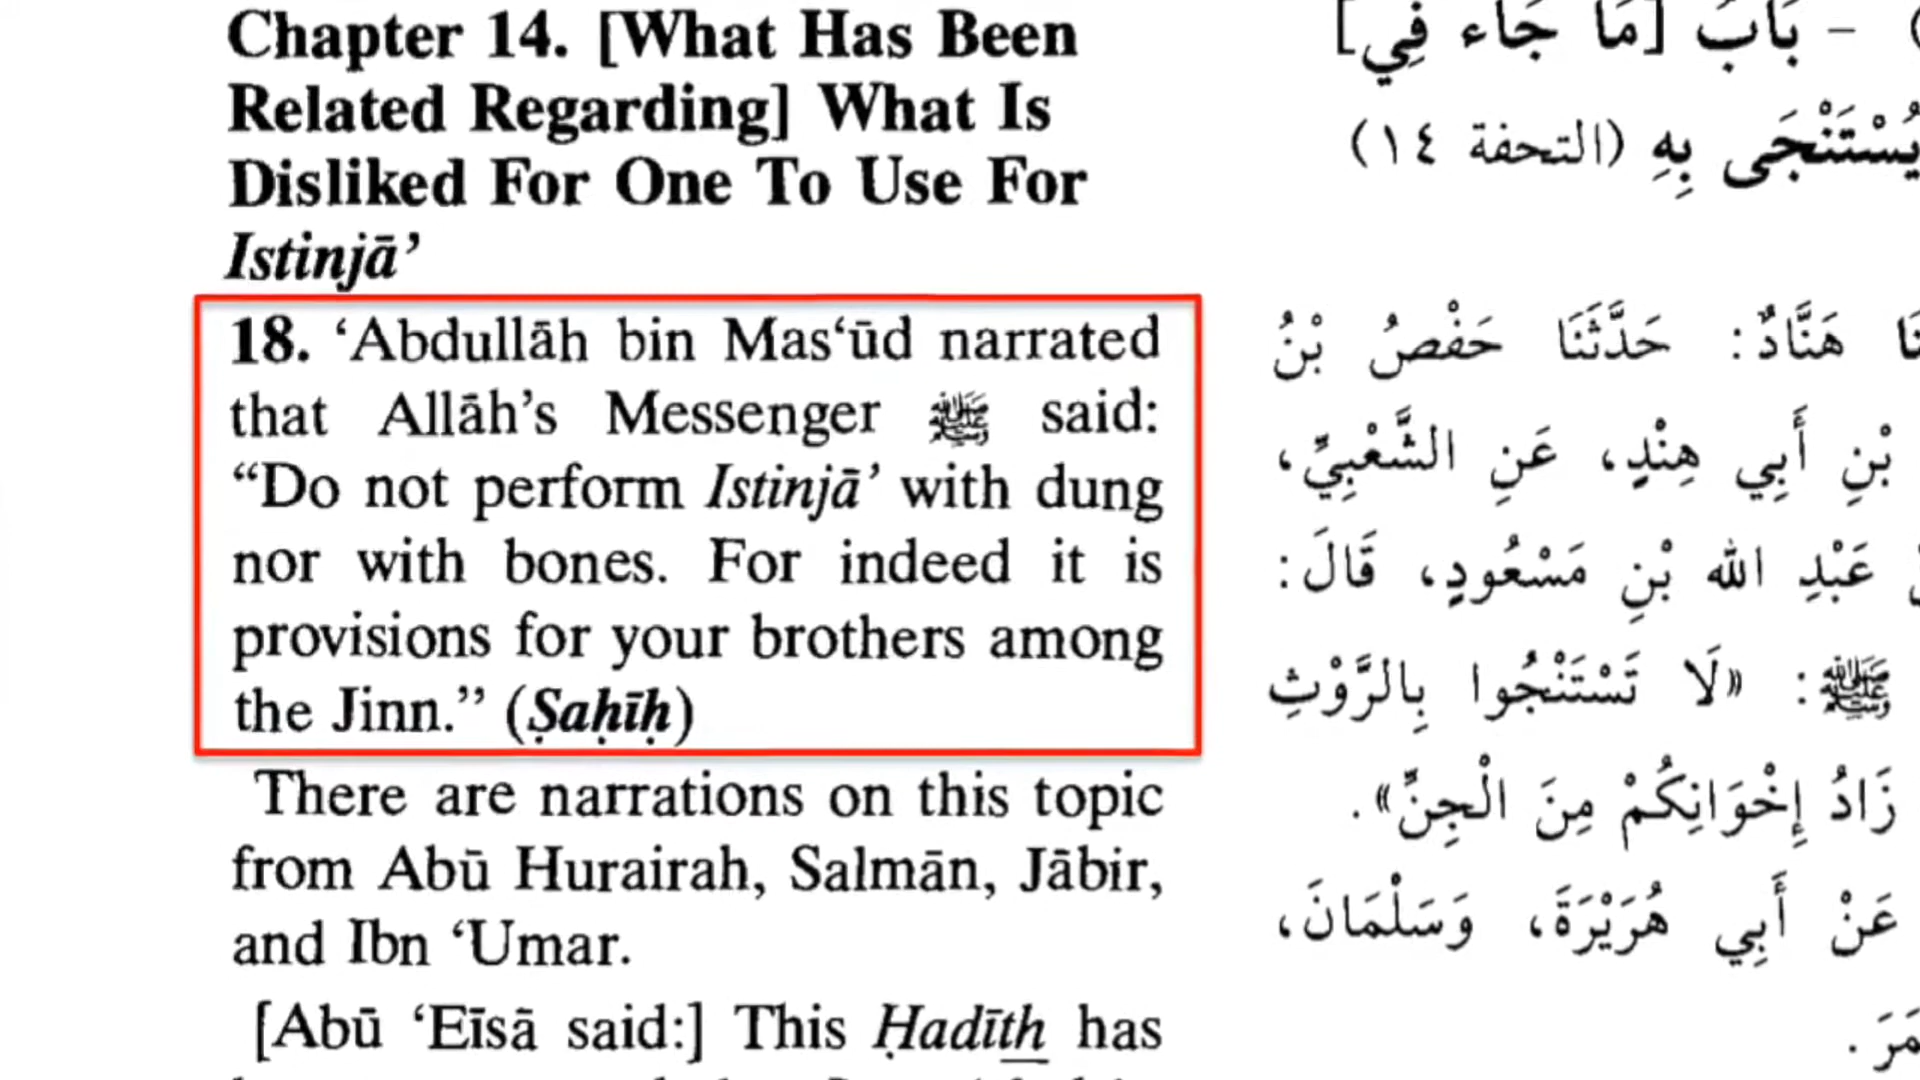 Chapter 14. [What Has Been
Related Regarding] What Is
Disliked For One To Use For
Istinjā’
18. ‘Abdullāh bin Mas‘ūd narrated
that Allāh’s Messenger ﷺ said:
“Do not perform Istinjā’ with dung
nor with bones. For indeed it is
provisions for your brothers among
the Jinn.” (Ṣaḥīḥ)
There are narrations on this topic
from Abū Hurairah, Salmān, Jābir,
and Ibn ‘Umar.
[Abū ‘Eīsā said:] This Ḥadīth has
) – بَابُ [مَا جَاءَ فِي]
يُسْتَنْجَى بِهِ (التحفة ١٤)
هَنَّادٌ: حَدَّثَنَا حَفْصُ بْنُ
بْنِ أَبِي هِنْدٍ، عَنِ الشَّعْبِيِّ،
عَبْدِ الله بْنِ مَسْعُودٍ، قَالَ:
ﷺ: «لَا تَسْتَنْجُوا بِالرَّوْثِ
زَادُ إِخْوَانِكُمْ مِنَ الْجِنِّ».
عَنْ أَبِي هُرَيْرَةَ، وَسَلْمَانَ،